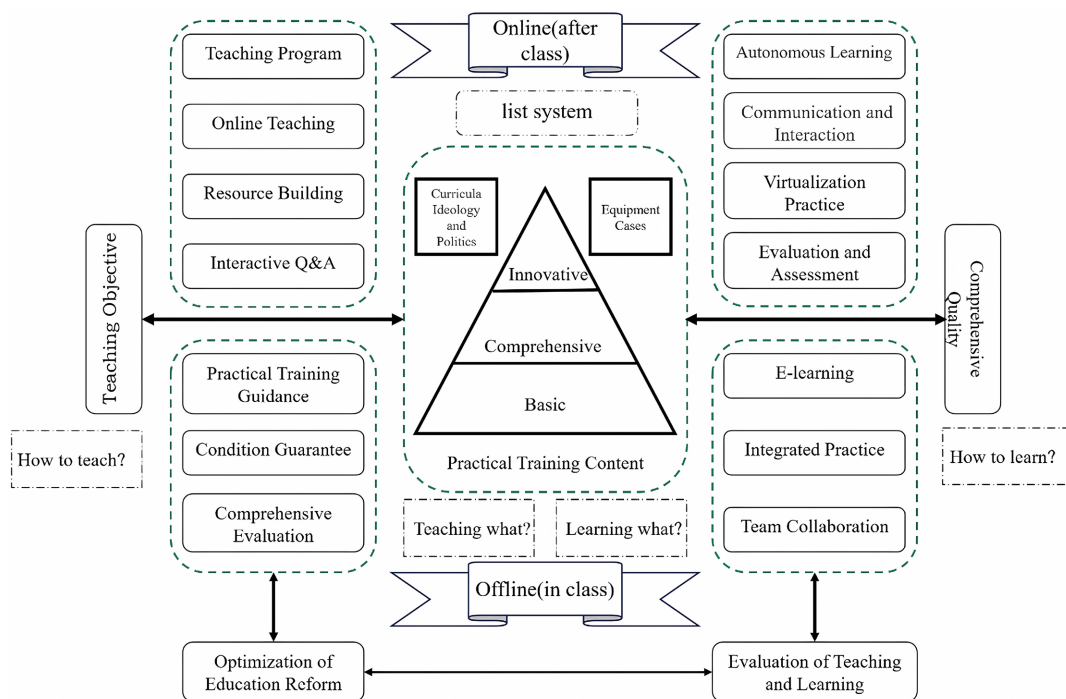 Online(after
class)
list system
Teaching Program
Online Teaching
Resource Building
Interactive Q&A
Autonomous Learning
Communication and
Interaction
Virtualization
Practice
Evaluation and
Assessment
Teaching Objective
Curricula
Ideology
and
Politics
Equipment
Cases
Innovative
Comprehensive
Basic
Practical Training Content
Comprehensive
Quality
How to teach?
Practical Training
Guidance
Condition Guarantee
Comprehensive
Evaluation
E-learning
Integrated Practice
Team Collaboration
How to learn?
Teaching what?
Learning what?
Offline(in class)
Optimization of
Education Reform
Evaluation of Teaching
and Learning